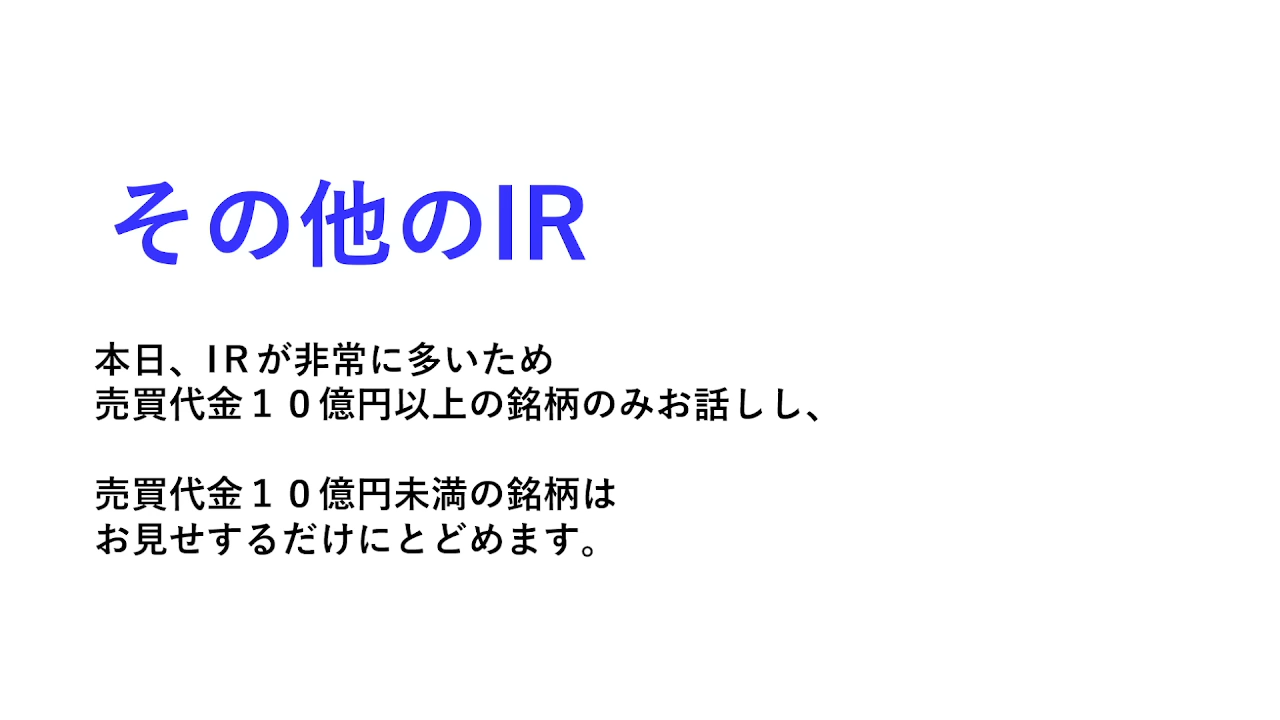 その他のIR
本日、IRが非常に多いため
売買代金１０億円以上の銘柄のみお話しし、
売買代金１０億円未満の銘柄は
お見せするだけにとどめます。